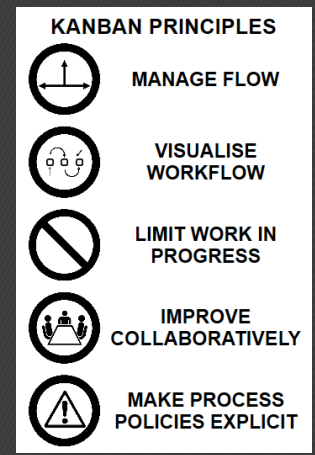 KANBAN PRINCIPLES
MANAGE FLOW
VISUALISE
WORKFLOW
LIMIT WORK IN
PROGRESS
IMPROVE
COLLABORATIVELY
MAKE PROCESS
POLICIES EXPLICIT